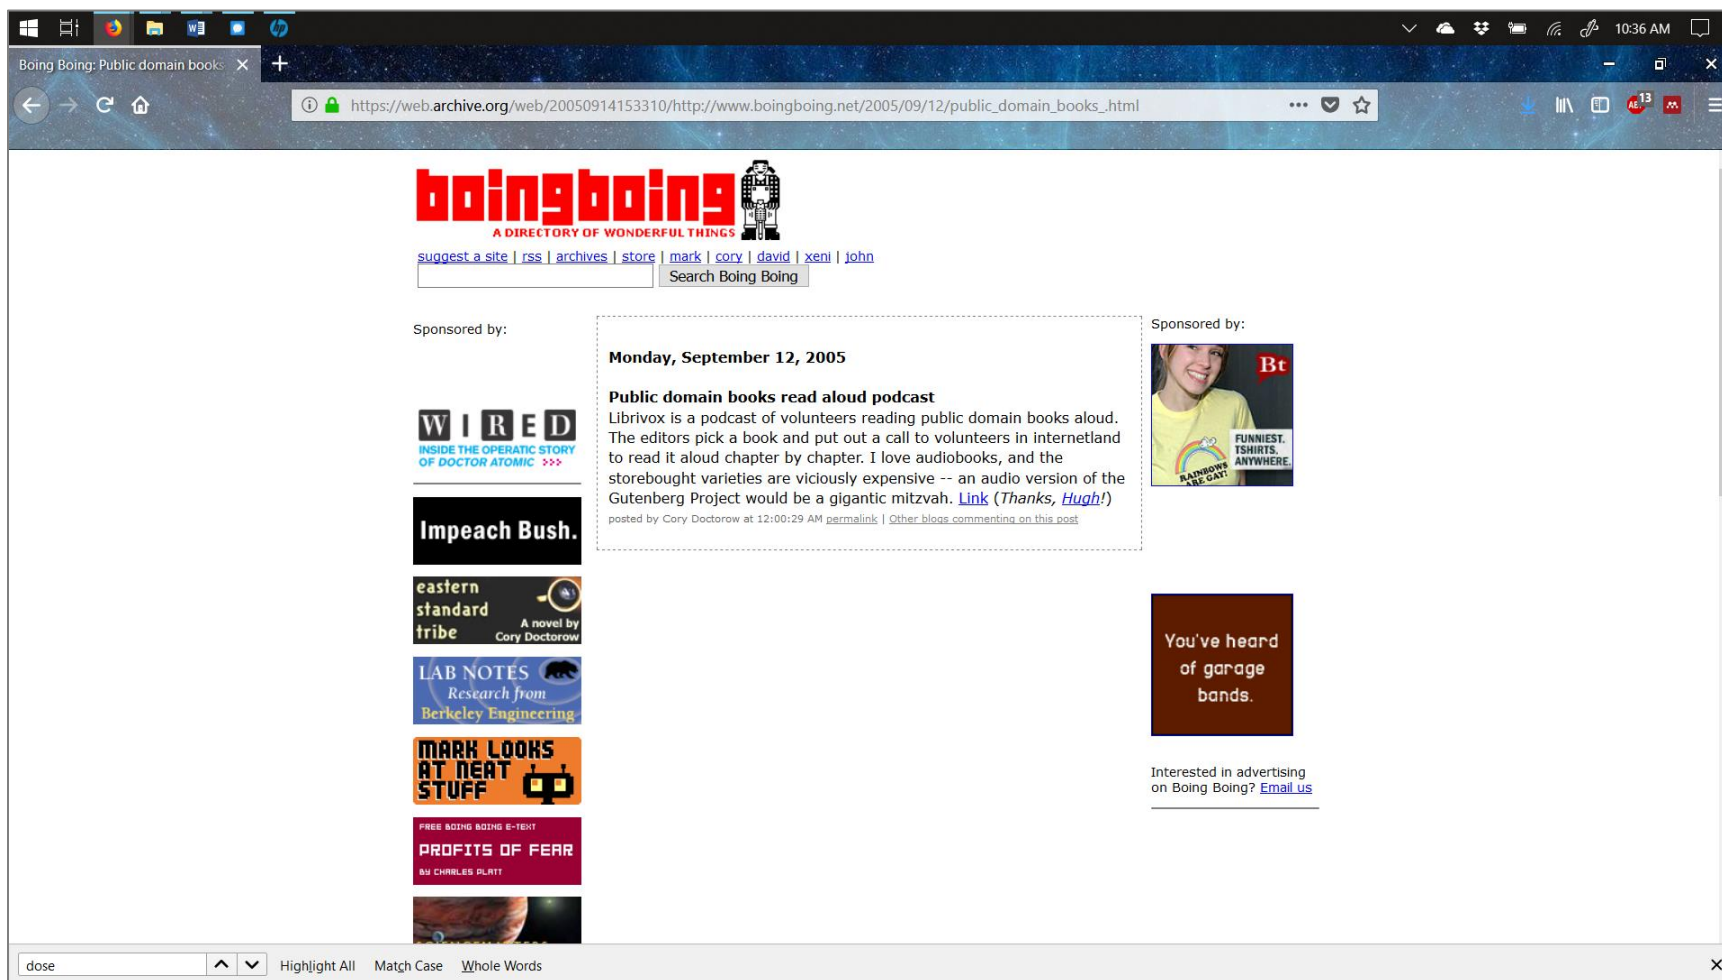 10:36 AM
Boing Boing: Public domain books
https://web.archive.org/web/20050914153310/http://www.boingboing.net/2005/09/12/public_domain_books_.html
13
boingboing
A DIRECTORY OF WONDERFUL THINGS
suggest a site | rss | archives | store | mark | cory | david | xeni | john
Search Boing Boing
Sponsored by:
WIRED
INSIDE THE OPERATIC STORY
OF DOCTOR ATOMIC >>>
Impeach Bush.
eastern
standard
tribe
A novel by
Cory Doctorow
LAB NOTES
Research from
Berkeley Engineering
MARK LOOKS
AT NEAT
STUFF
FREE BOING BOING E-TEXT
PROFITS OF FEAR
BY CHARLES PLATT
Monday, September 12, 2005
Public domain books read aloud podcast
Librivox is a podcast of volunteers reading public domain books aloud.
The editors pick a book and put out a call to volunteers in internetland
to read it aloud chapter by chapter. I love audiobooks, and the
storebought varieties are viciously expensive -- an audio version of the
Gutenberg Project would be a gigantic mitzvah. Link (Thanks, Hugh!)
posted by Cory Doctorow at 12:00:29 AM permalink | Other blogs commenting on this post
Sponsored by:
Bt
FUNNIEST.
TSHIRTS.
ANYWHERE.
RAINBOWS
ARE GAY!
You've heard
of garage
bands.
Interested in advertising
on Boing Boing? Email us
dose
Highlight All Match Case Whole Words